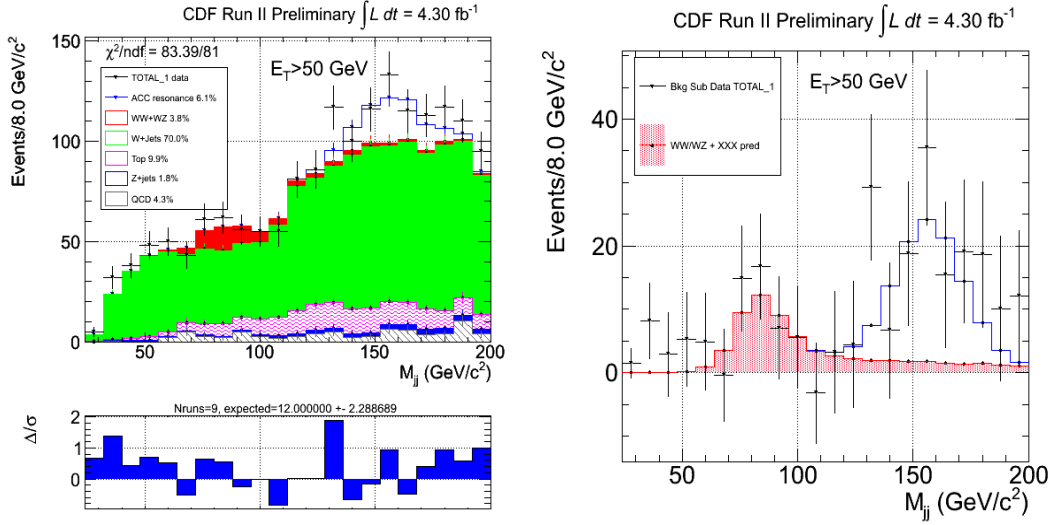 CDF Run II Preliminary ∫L dt = 4.30 fb⁻¹
Events/8.0 GeV/c²
150
100
50
0
χ²/ndf = 83.39/81
E_T>50 GeV
TOTAL_1 data
ACC resonance 6.1%
WW+WZ 3.8%
W+Jets 70.0%
Top 9.9%
Z+jets 1.8%
QCD 4.3%
50 100 150 200
M_jj (GeV/c²)
Nruns=9, expected=12.000000 +- 2.288689
Δ/σ
2
1
0
CDF Run II Preliminary ∫L dt = 4.30 fb⁻¹
Events/8.0 GeV/c²
40
20
0
E_T>50 GeV
Bkg Sub Data TOTAL_1
WW/WZ + XXX pred
50 100 150 200
M_jj (GeV/c²)